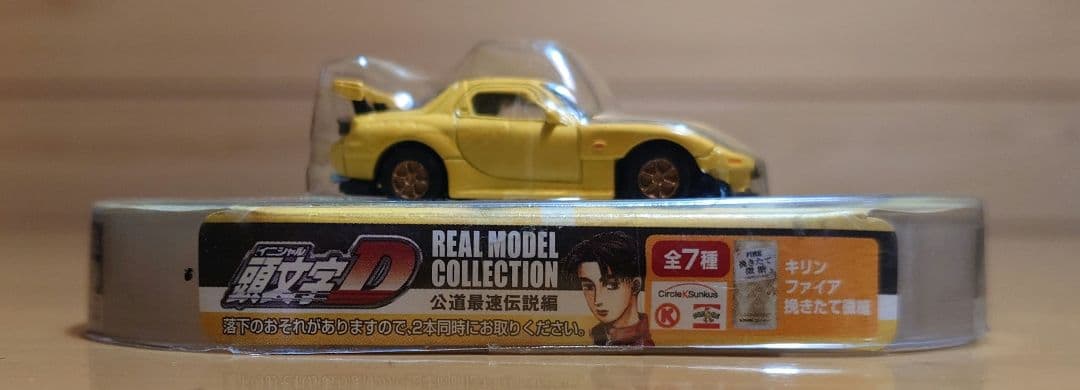 イニシャル
頭文字D
REAL MODEL
COLLECTION
公道最速伝説編
落下のおそれがありますので、2本同時にお取りください。
全7種
CircleKSunkus
K
FIRE
挽きたて
微糖
キリン
ファイア
挽きたて微糖